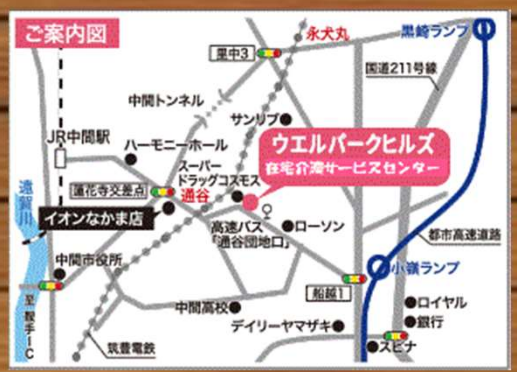 ご案内図
永犬丸
黒崎ランプ
里中3
国道211号線
中間トンネル
サンリブ
JR中間駅
ハーモニーホール
ウエルパークヒルズ
在宅介護サービスセンター
スーパー
ドラッグコスモス
蓮花寺交差点
通谷
遠賀川
イオンなかま店
高速バス
「通谷団地口」
ローソン
都市高速道路
中間市役所
小嶺ランプ
船越1
至 鞍手IC
中間高校
ロイヤル
銀行
デイリーヤマザキ
スピナ
筑豊電鉄